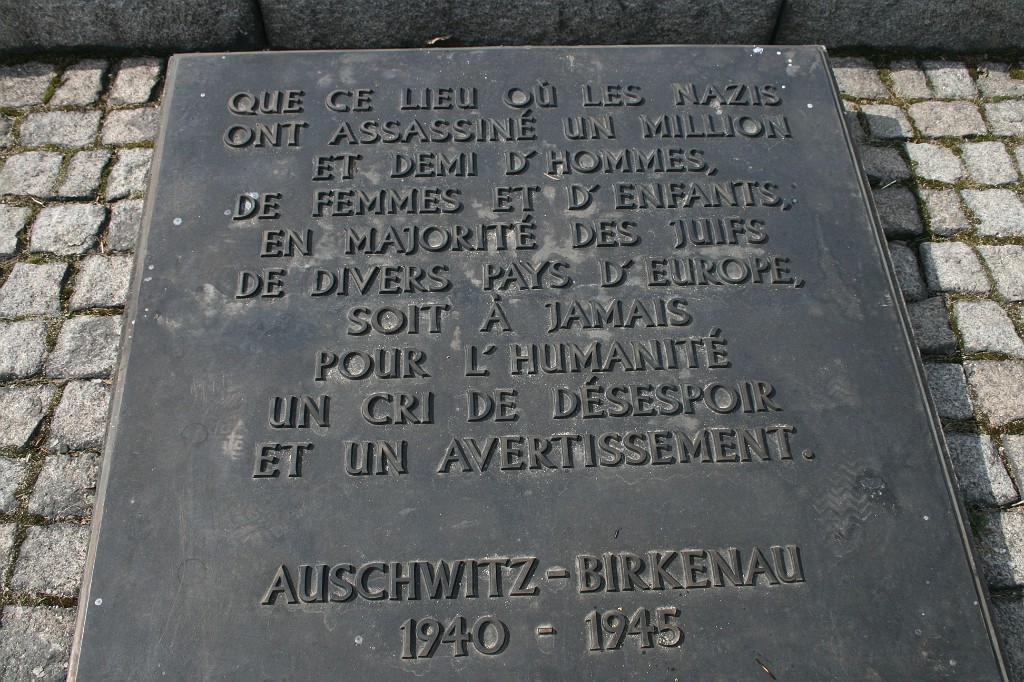 QUE CE LIEU OÙ LES NAZIS
ONT ASSASSINÉ UN MILLION
ET DEMI D'HOMMES,
DE FEMMES ET D'ENFANTS,
EN MAJORITÉ DES JUIFS
DE DIVERS PAYS D'EUROPE,
SOIT À JAMAIS
POUR L'HUMANITÉ
UN CRI DE DÉSESPOIR
ET UN AVERTISSEMENT.
AUSCHWITZ - BIRKENAU
1940 - 1945